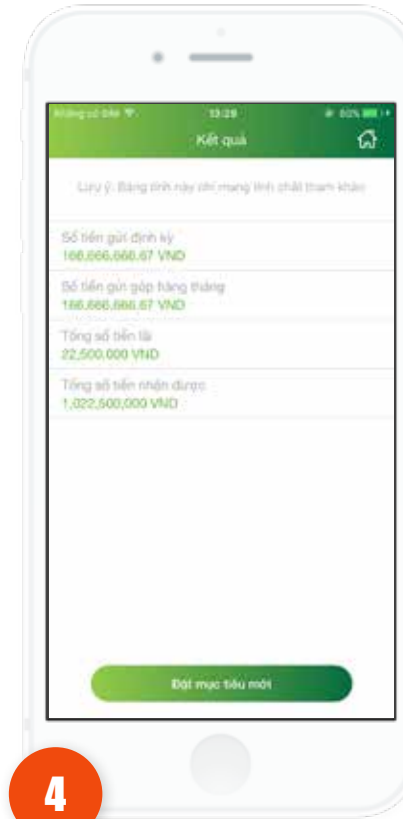 Không có SIM 13:28 60%
Kết quả
Lưu ý: Bảng tính này chỉ mang tính chất tham khảo
Số tiền gửi định kỳ
166,666,666.67 VND
Số tiền gửi góp hàng tháng
166,666,666.67 VND
Tổng số tiền lãi
22,500,000 VND
Tổng số tiền nhận được
1,022,500,000 VND
Đặt mục tiêu mới
4